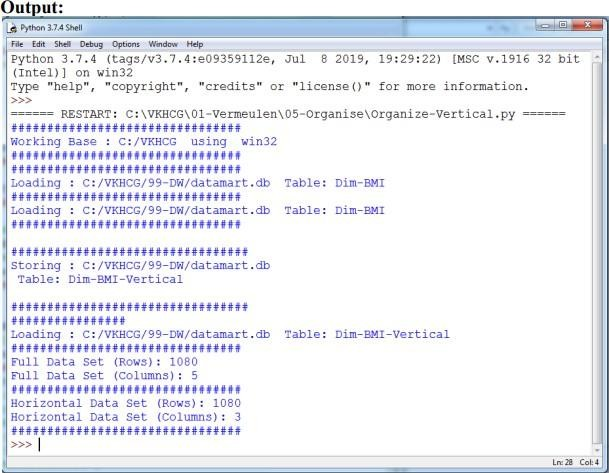 Output:
Python 3.7.4 Shell
File Edit Shell Debug Options Window Help
Python 3.7.4 (tags/v3.7.4:e09359112e, Jul  8 2019, 19:29:22) [MSC v.1916 32 bit
(Intel)] on win32
Type "help", "copyright", "credits" or "license()" for more information.
>>>
====== RESTART: C:\VKHCG\01-Vermeulen\05-Organise\Organize-Vertical.py ======
################################
Working Base : C:/VKHCG  using  win32
################################
################################
Loading : C:/VKHCG/99-DW/datamart.db  Table: Dim-BMI
################################
Loading : C:/VKHCG/99-DW/datamart.db  Table: Dim-BMI
################################
#################################
Storing : C:/VKHCG/99-DW/datamart.db
 Table: Dim-BMI-Vertical
#################################
################
Loading : C:/VKHCG/99-DW/datamart.db  Table: Dim-BMI-Vertical
################################
Full Data Set (Rows): 1080
Full Data Set (Columns): 5
################################
Horizontal Data Set (Rows): 1080
Horizontal Data Set (Columns): 3
################################
>>>
Ln: 28 Col: 4